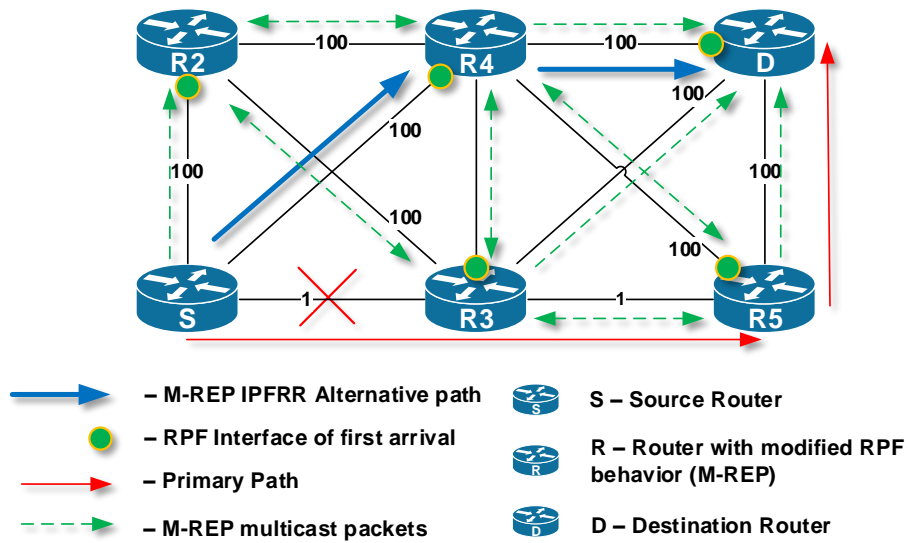 R2
100
R4
100
D
100
100
100
100
100
100
S
1
R3
1
R5
– M-REP IPFRR Alternative path
– RPF Interface of first arrival
– Primary Path
– M-REP multicast packets
S
S – Source Router
R
R – Router with modified RPF
behavior (M-REP)
D
D – Destination Router